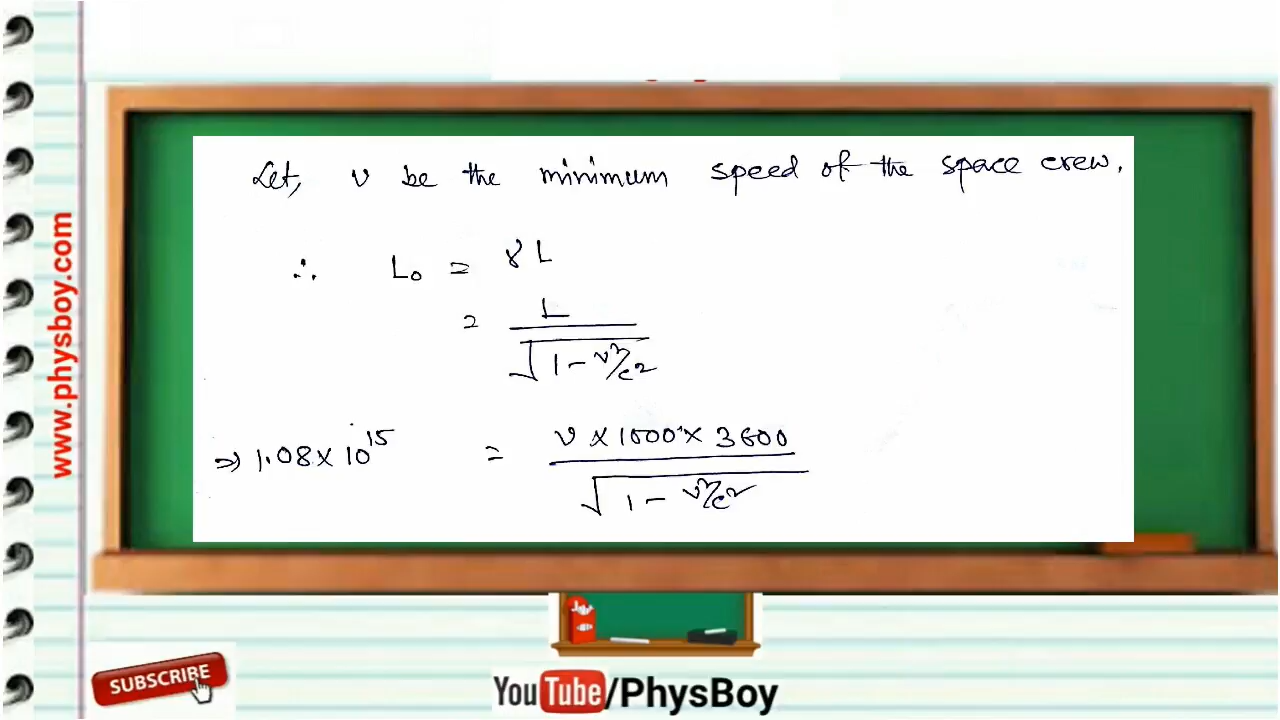 Let, v be the minimum speed of the space crew.
∴ L₀ = γL
= L / √(1 - v²/c²)
⇒ 1.08 × 10¹⁵ = v × 1000 × 3600 / √(1 - v²/c²)
www.physboy.com
SUBSCRIBE
YouTube/PhysBoy